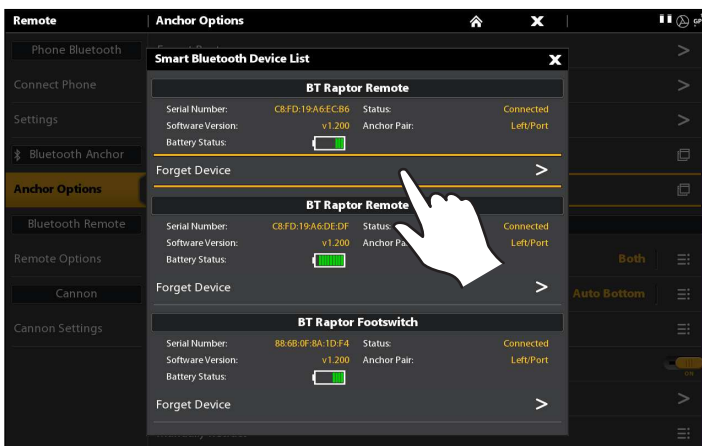 Remote
Anchor Options
X
GP
Phone Bluetooth
Smart Bluetooth Device List
X
Connect Phone
Settings
Bluetooth Anchor
Anchor Options
Bluetooth Remote
Remote Options
Both
Cannon
Auto Bottom
Cannon Settings
ON
BT Raptor Remote
Serial Number: C8:FD:19:A6:EC:B6 Status: Connected
Software Version: v1.200 Anchor Pair: Left/Port
Battery Status:
Forget Device >
BT Raptor Remote
Serial Number: C8:FD:19:A6:DE:DF Status: Connected
Software Version: v1.200 Anchor Left/Port
Battery Status:
Forget Device >
BT Raptor Footswitch
Serial Number: 88:6B:0F:8A:1D:F4 Status: Connected
Software Version: v1.200 Anchor Pair: Left/Port
Battery Status:
Forget Device >